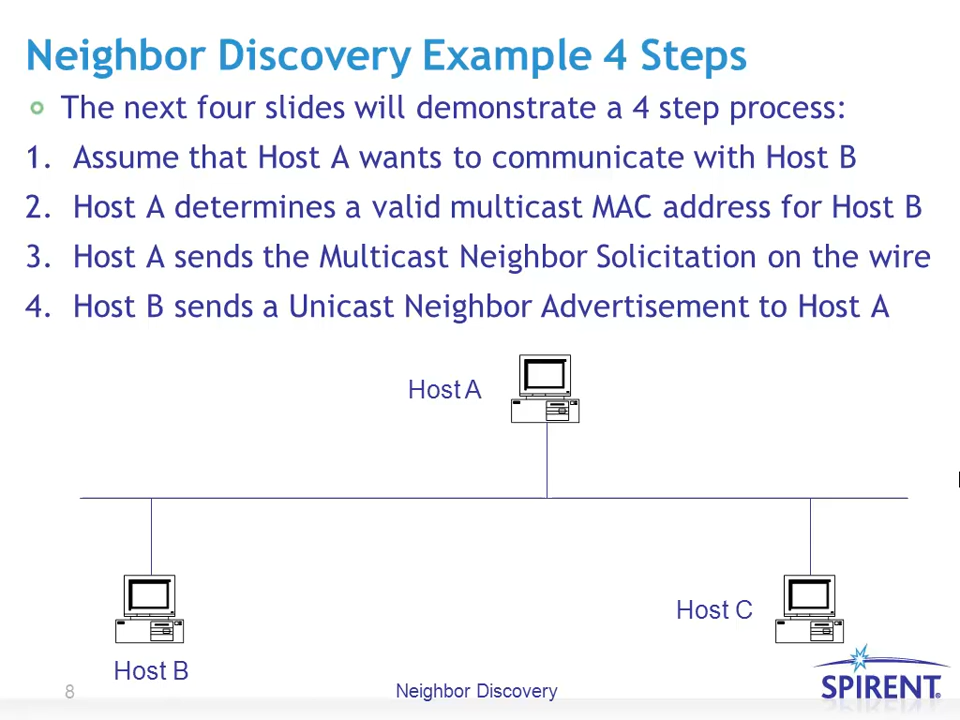 Neighbor Discovery Example 4 Steps
The next four slides will demonstrate a 4 step process:
1. Assume that Host A wants to communicate with Host B
2. Host A determines a valid multicast MAC address for Host B
3. Host A sends the Multicast Neighbor Solicitation on the wire
4. Host B sends a Unicast Neighbor Advertisement to Host A
Host A
Host C
Host B
8
Neighbor Discovery
SPIRENT®